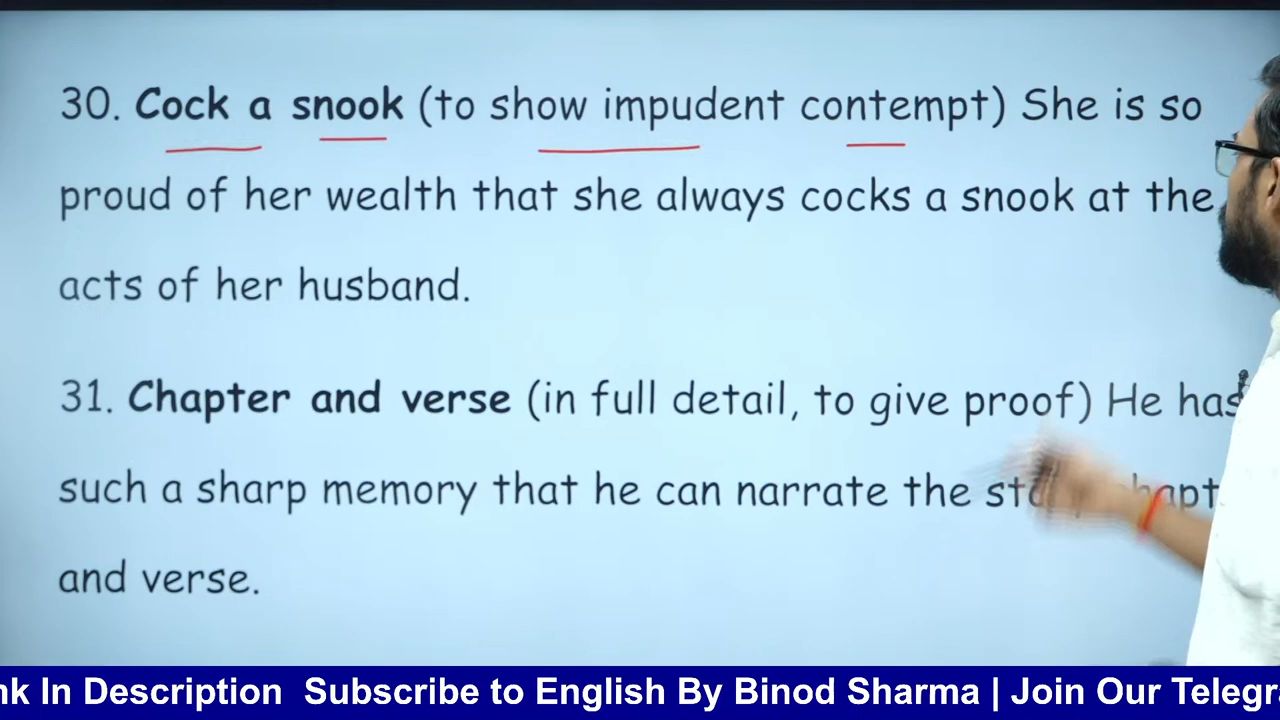 30. Cock a snook (to show impudent contempt) She is so
proud of her wealth that she always cocks a snook at the
acts of her husband.
31. Chapter and verse (in full detail, to give proof) He has
such a sharp memory that he can narrate the
and verse.
In Description Subscribe to English By Binod Sharma | Join Our